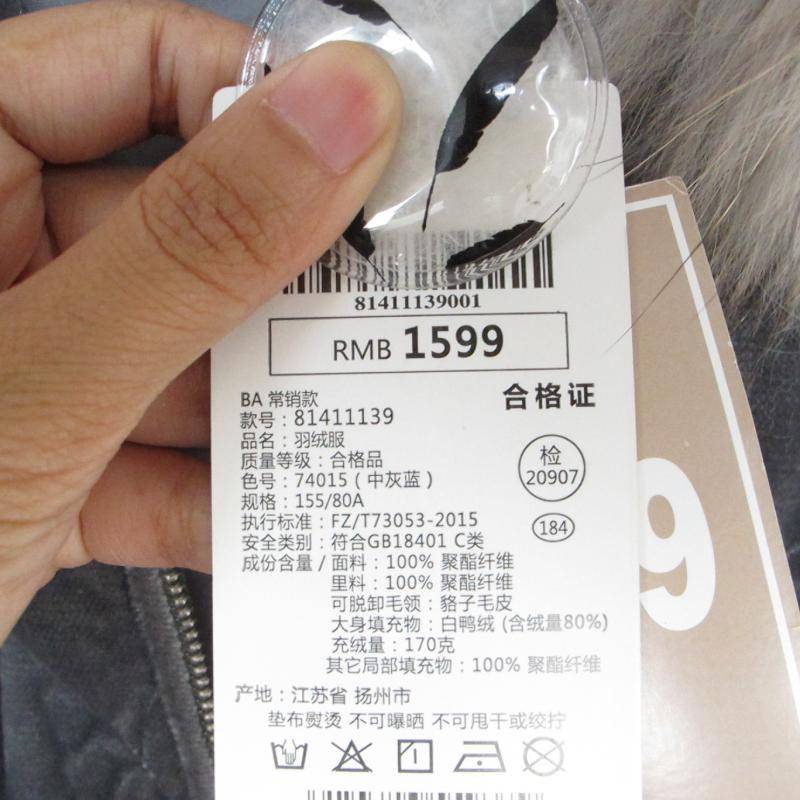 81411139001
RMB 1599
BA 常销款
合格证
款号：81411139
品名：羽绒服
质量等级：合格品
检
20907
色号：74015（中灰蓝）
规格：155/80A
执行标准：FZ/T73053-2015
184
安全类别：符合GB18401 C类
成份含量/面料：100% 聚酯纤维
里料：100% 聚酯纤维
可脱卸毛领：貉子毛皮
大身填充物：白鸭绒 (含绒量80%)
充绒量：170克
其它局部填充物：100% 聚酯纤维
产地：江苏省 扬州市
垫布熨烫 不可曝晒 不可甩干或绞拧
9